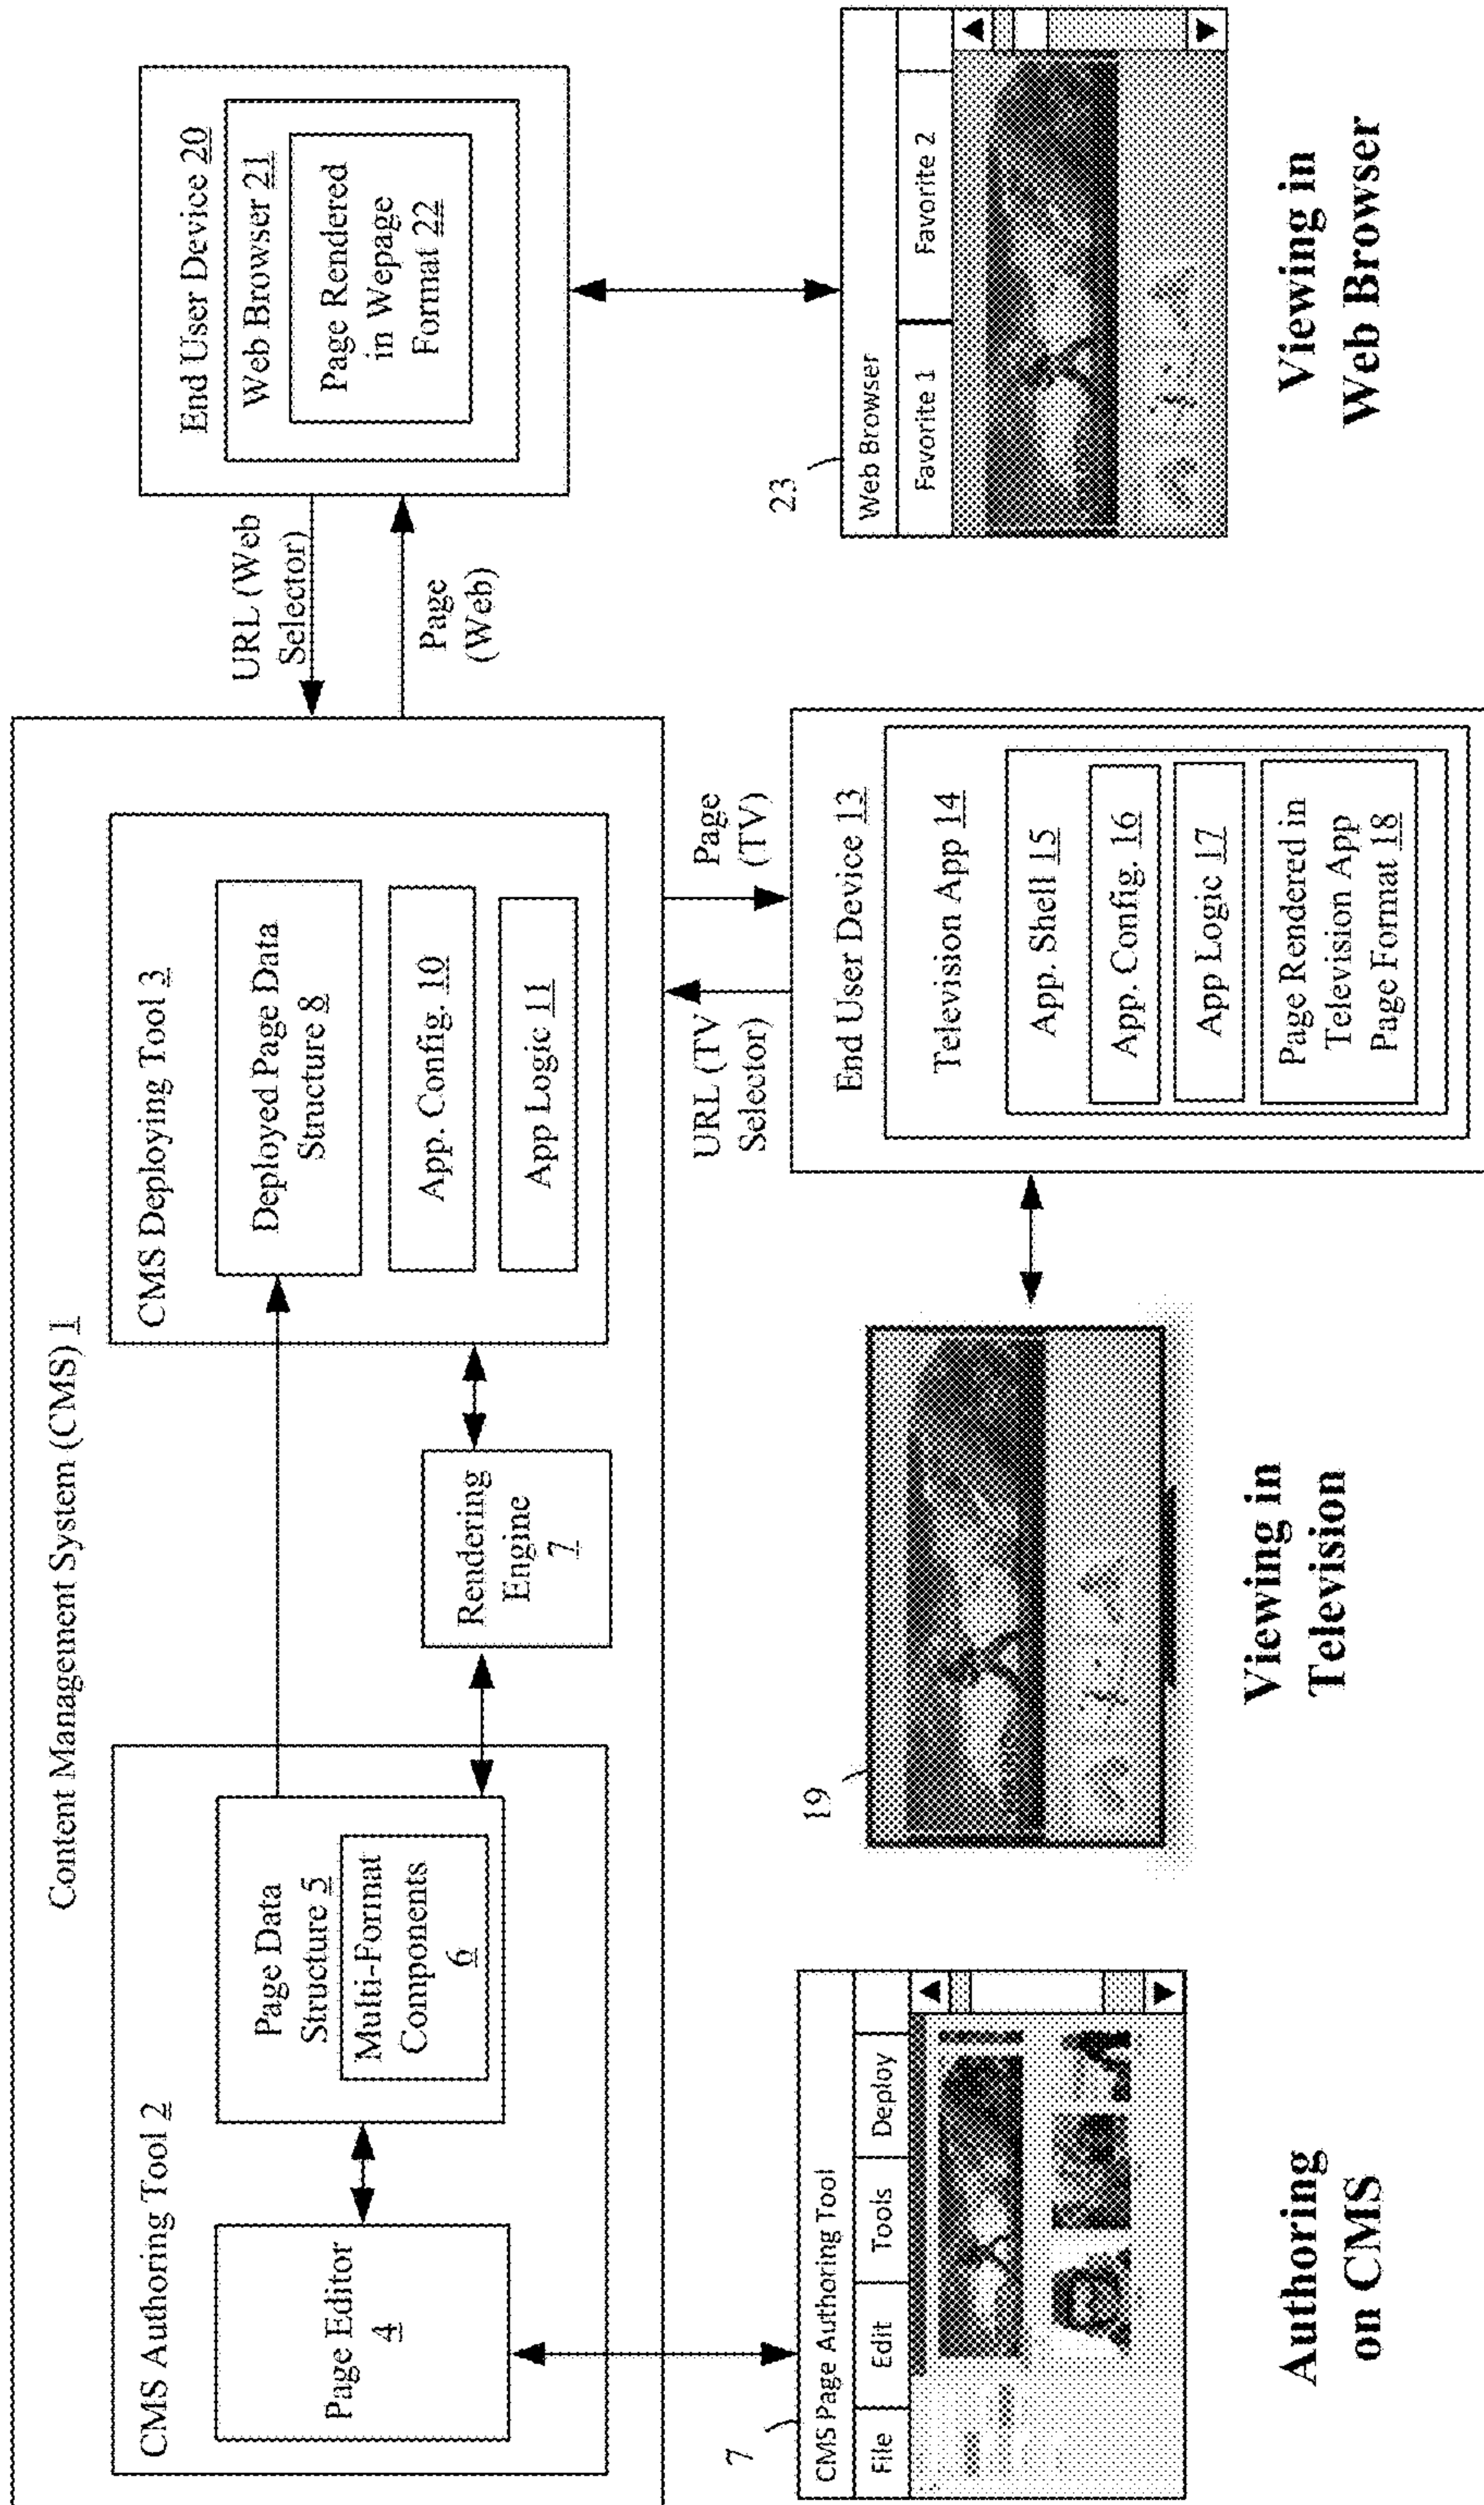 Content Management System (CMS) 1
CMS Authoring Tool 2
Page Editor
4
Page Data
Structure 5
Multi-Format
Components
6
Rendering
Engine
7
CMS Deploying Tool 3
Deployed Page Data
Structure 8
App. Config. 10
App Logic 11
URL (Web
Selector)
Page
(Web)
End User Device 20
Web Browser 21
Page Rendered
in Wepage
Format 22
URL (TV
Selector)
Page
(TV)
7
CMS Page Authoring Tool
File
Edit
Tools
Deploy
Authoring
on CMS
19
Viewing in
Television
End User Device 13
Television App 14
App. Shell 15
App. Config. 16
App Logic 17
Page Rendered in
Television App
Page Format 18
23
Web Browser
Favorite 1
Favorite 2
Viewing in
Web Browser